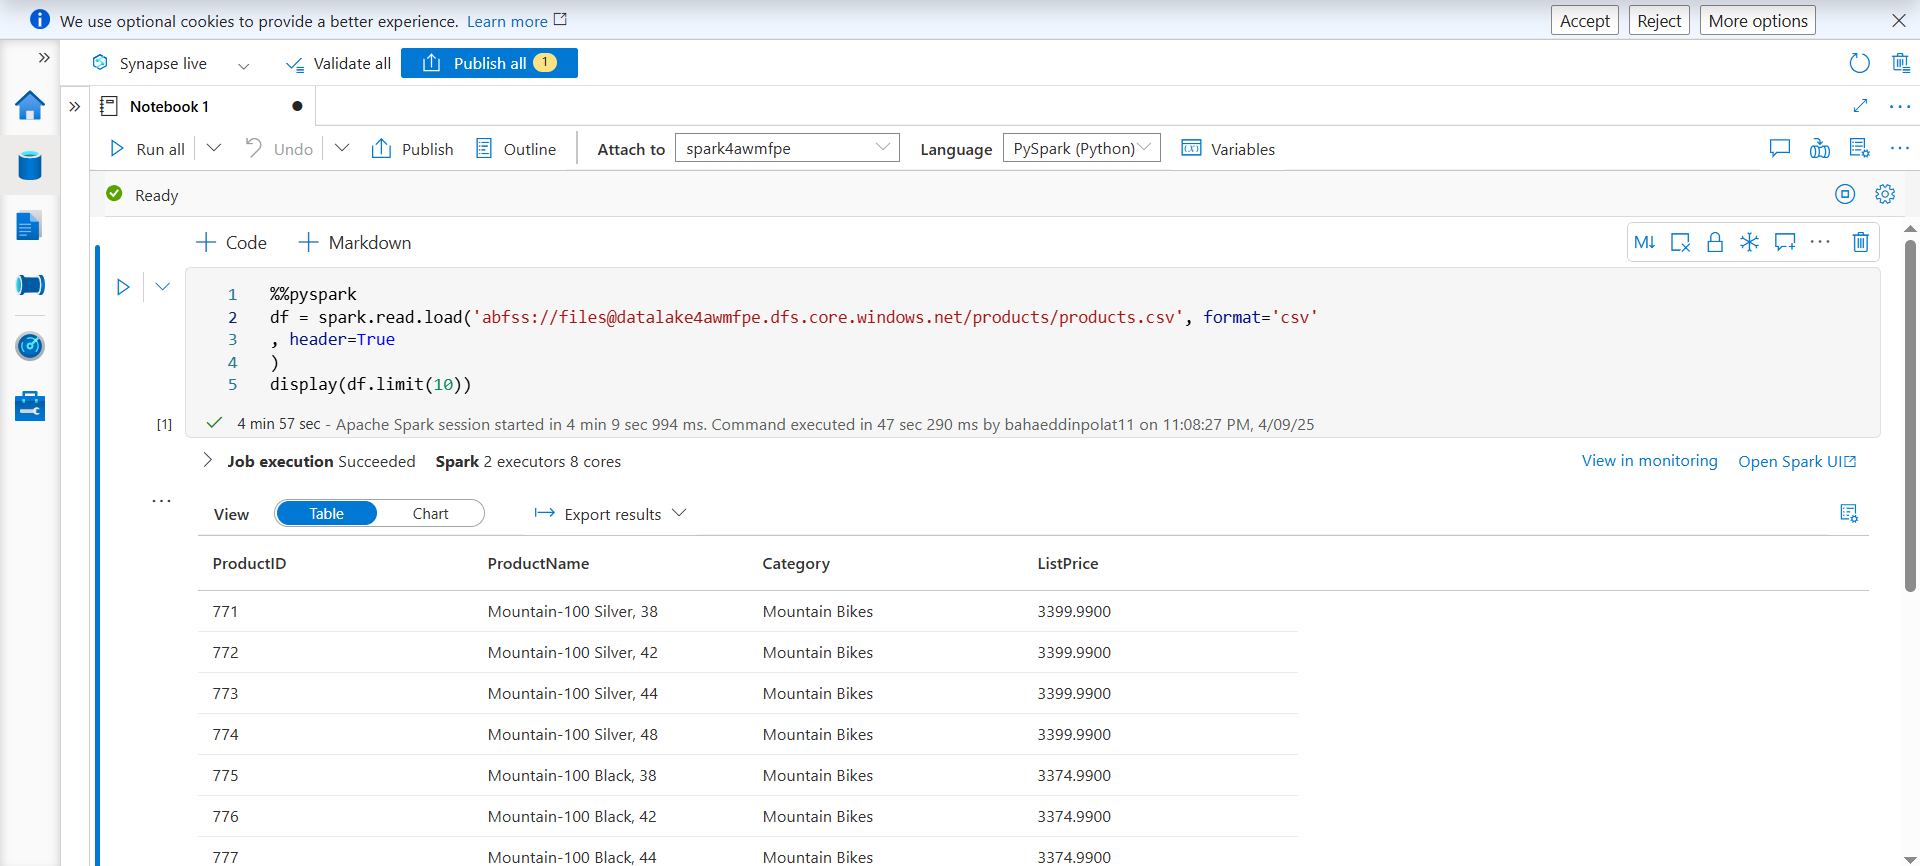 We use optional cookies to provide a better experience. Learn more
Accept Reject More options
Synapse live Validate all Publish all 1
Notebook 1
Run all Undo Publish Outline Attach to spark4awmfpe Language PySpark (Python) Variables
Ready
Code Markdown
M↓
1 %%pyspark
2 df = spark.read.load('abfss://files@datalake4awmfpe.dfs.core.windows.net/products/products.csv', format='csv'
3 , header=True
4 )
5 display(df.limit(10))
[1] 4 min 57 sec - Apache Spark session started in 4 min 9 sec 994 ms. Command executed in 47 sec 290 ms by bahaeddinpolat11 on 11:08:27 PM, 4/09/25
Job execution Succeeded Spark 2 executors 8 cores View in monitoring Open Spark UI
View Table Chart Export results
ProductID ProductName Category ListPrice
771 Mountain-100 Silver, 38 Mountain Bikes 3399.9900
772 Mountain-100 Silver, 42 Mountain Bikes 3399.9900
773 Mountain-100 Silver, 44 Mountain Bikes 3399.9900
774 Mountain-100 Silver, 48 Mountain Bikes 3399.9900
775 Mountain-100 Black, 38 Mountain Bikes 3374.9900
776 Mountain-100 Black, 42 Mountain Bikes 3374.9900
777 Mountain-100 Black, 44 Mountain Bikes 3374.9900